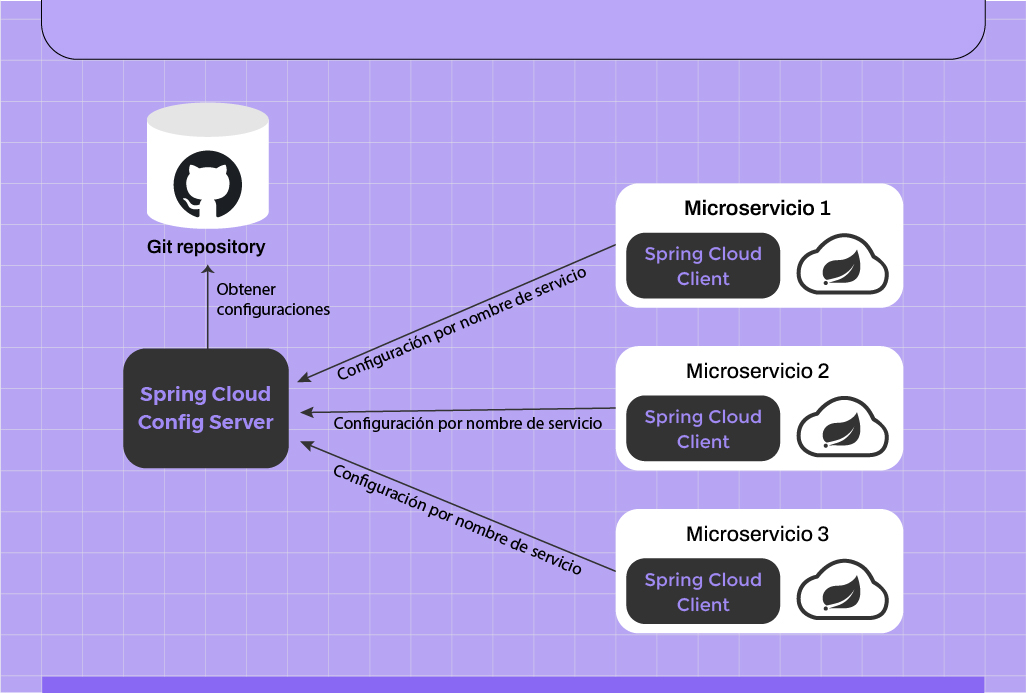 Git repository
Obtener
configuraciones
Spring Cloud
Config Server
Configuración por nombre de servicio
Configuración por nombre de servicio
Configuración por nombre de servicio
Microservicio 1
Spring Cloud
Client
Microservicio 2
Spring Cloud
Client
Microservicio 3
Spring Cloud
Client